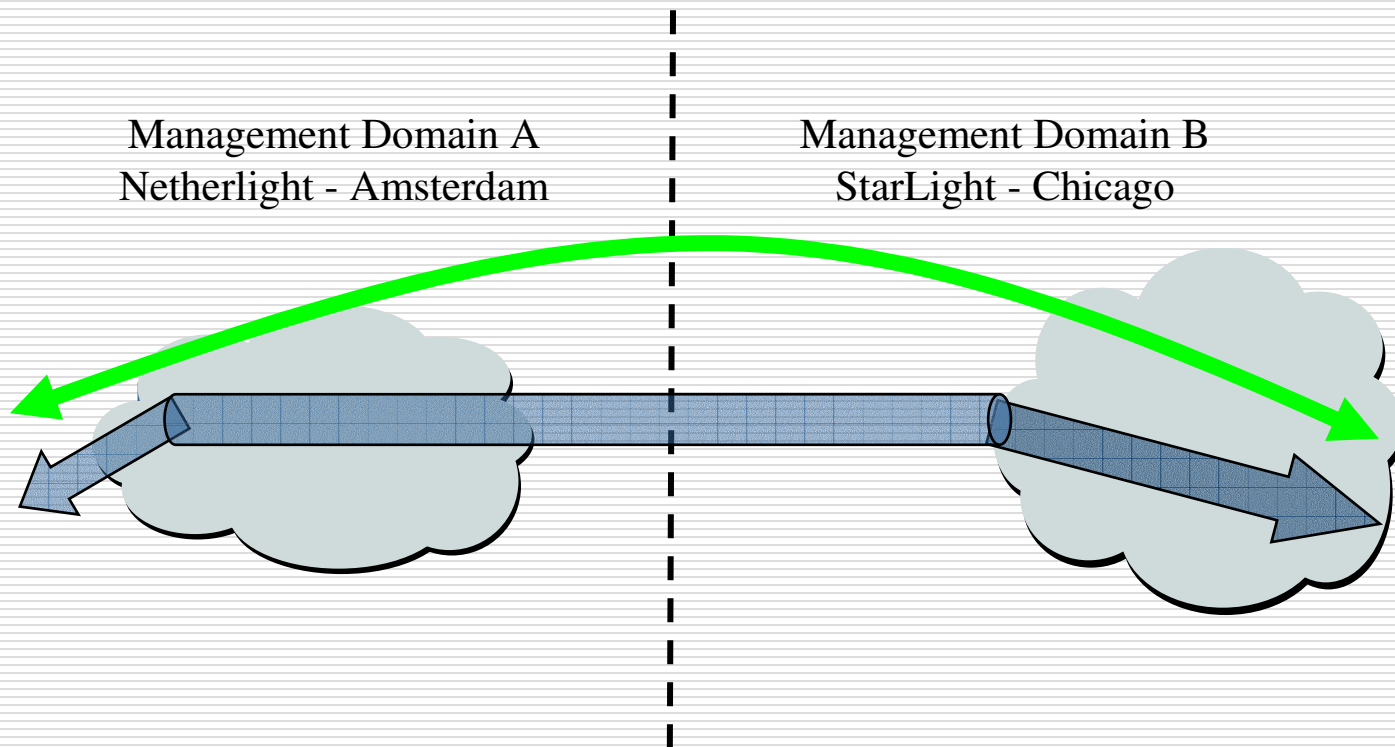 Management Domain A
Netherlight - Amsterdam
Management Domain B
StarLight - Chicago